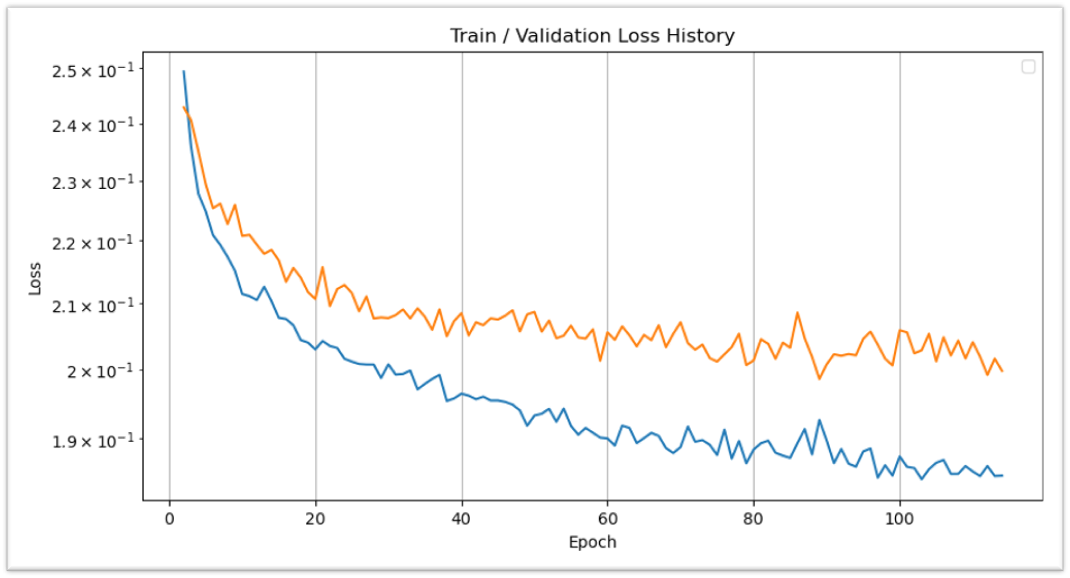 Train / Validation Loss History
2.5 × 10⁻¹
2.4 × 10⁻¹
2.3 × 10⁻¹
2.2 × 10⁻¹
2.1 × 10⁻¹
2 × 10⁻¹
1.9 × 10⁻¹
Loss
0 20 40 60 80 100
Epoch